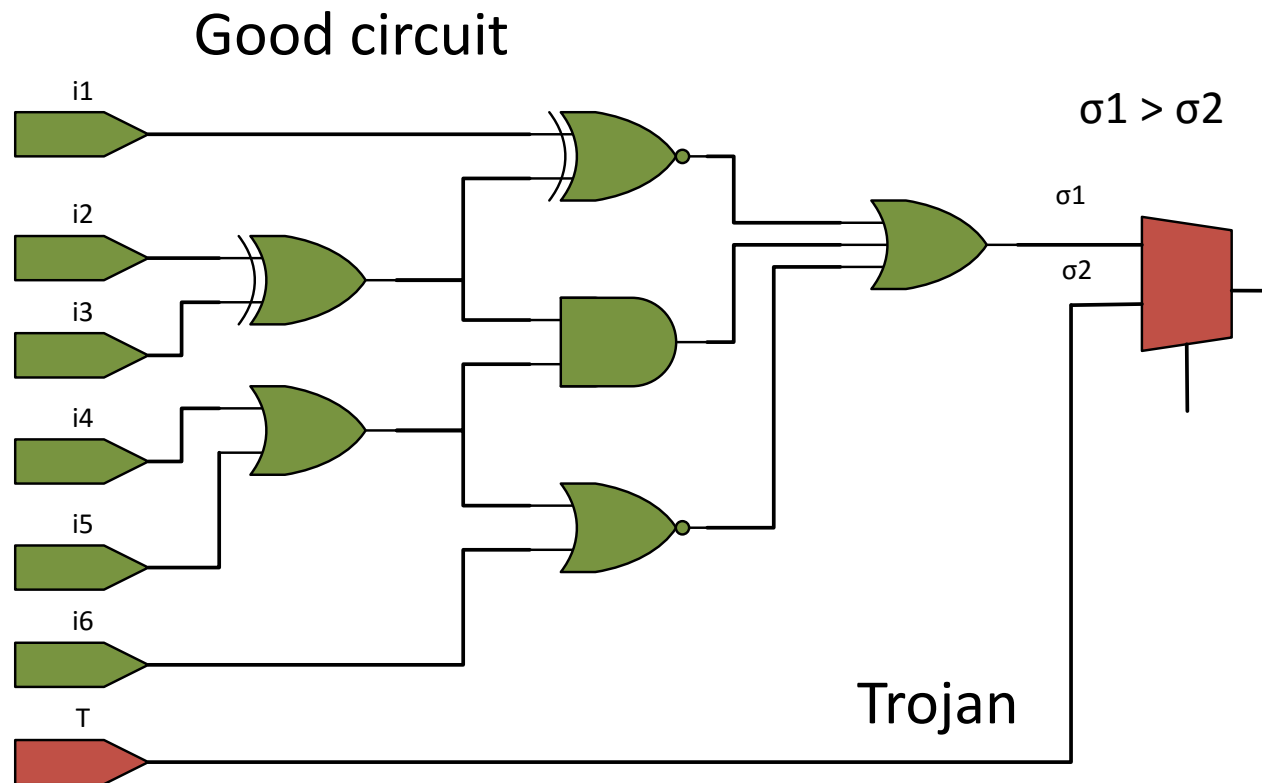 Good circuit
i1
σ1 > σ2
i2
σ1
σ2
i3
i4
i5
i6
Trojan
T